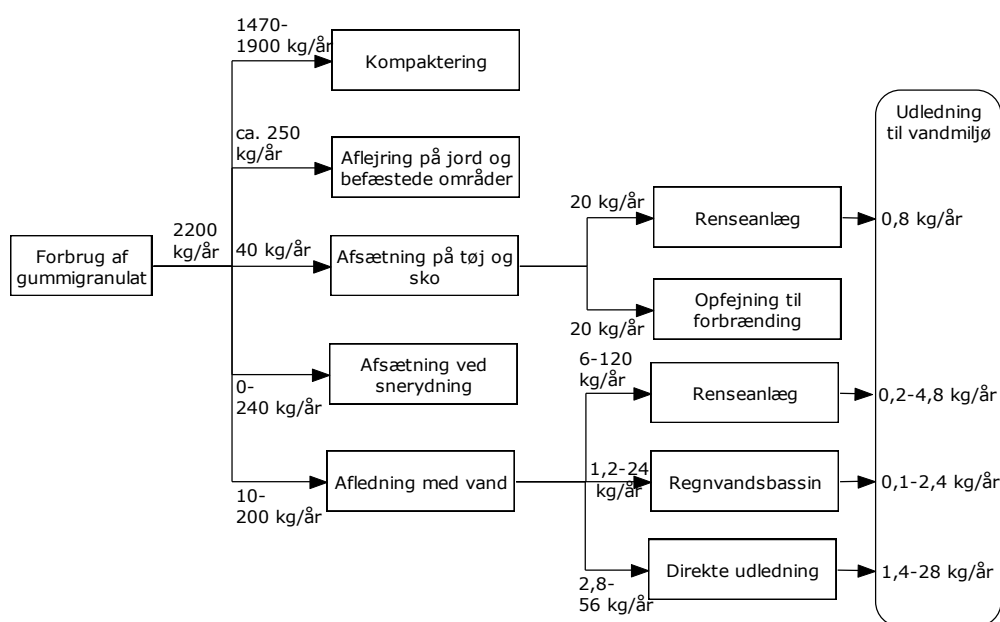 1470-
1900 kg/år
Kompaktering
Udledning
til vandmiljø
ca. 250
kg/år
Aflejring på jord og
befæstede områder
20 kg/år
Renseanlæg
0,8 kg/år
2200
kg/år
40 kg/år
Forbrug af
gummigranulat
Afsætning på tøj og
sko
Opfejning til
forbrænding
20 kg/år
Afsætning ved
snerydning
0-
240 kg/år
6-120
kg/år
Renseanlæg
0,2-4,8 kg/år
Afledning med vand
10-
200 kg/år
1,2-24
kg/år
Regnvandsbassin
0,1-2,4 kg/år
Direkte udledning
2,8-
56 kg/år
1,4-28 kg/år